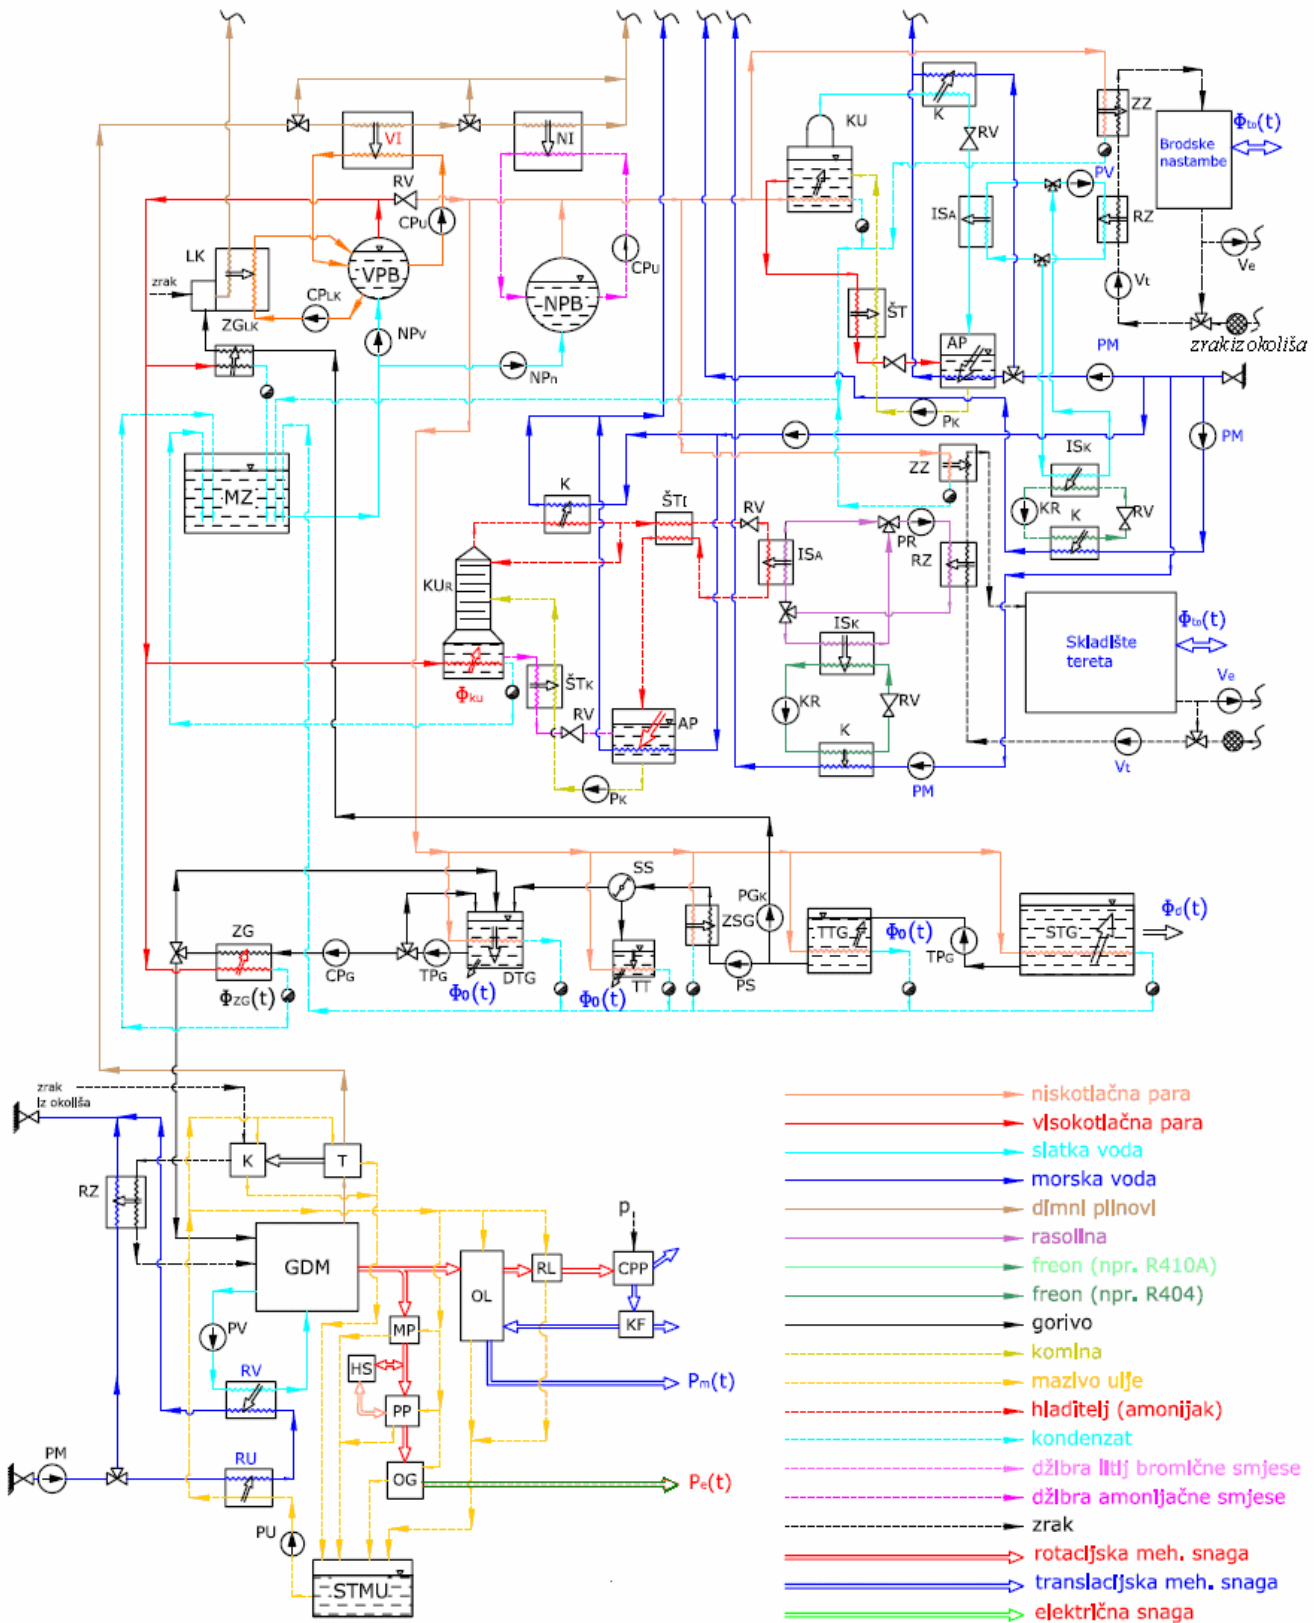 KU
K
RV
ZZ
Brodske
nastambe
Φto(t)
VI
NI
RV
PV
ISA
RZ
CPU
LK
VPB
zrak
CPLK
NPB
CPU
ZGLK
NPV
NPn
ŠT
AP
Vt
Ve
zrak iz okoliša
PM
PK
PM
MZ
K
ŠTI
RV
ZZ
ISK
KR
RV
K
KUR
ISA
PR
RZ
Φku
ŠTK
RV
AP
ISK
KR
RV
K
Skladište
tereta
Φto(t)
Ve
Vt
PK
PM
SS
PGK
ZG
CPG
TPG
DTG
TT
ZSG
PS
TTG
TPG
STG
Φd(t)
ΦZG(t)
Φ0(t)
Φ0(t)
Φ0(t)
zrak
iz okoliša
K
T
RZ
GDM
p
OL
RL
CPP
KF
PV
MP
RV
HS
PP
Pm(t)
PM
RU
OG
Pe(t)
PU
STMU
niskotlačna para
visokotlačna para
slatka voda
morska voda
dimni plinovi
rasolina
freon (npr. R410A)
freon (npr. R404)
gorivo
komina
mazivo ulje
hladitelj (amonijak)
kondenzat
džibra litij bromične smjese
džibra amonijačne smjese
zrak
rotacijska meh. snaga
translacijska meh. snaga
električna snaga